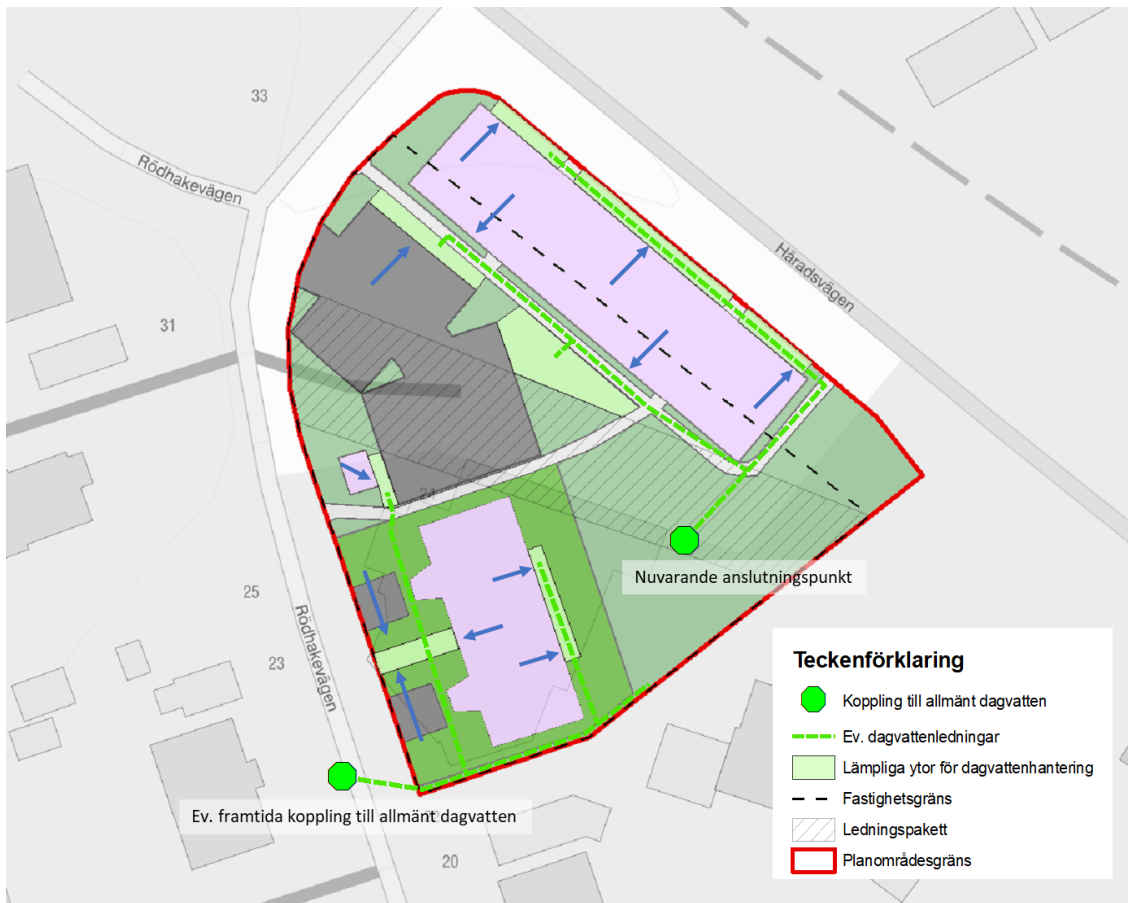 33
Rödhakevägen
Häradsvägen
31
Nuvarande anslutningspunkt
25
23
Rödhakevägen
Ev. framtida koppling till allmänt dagvatten
20
Teckenförklaring
Koppling till allmänt dagvatten
Ev. dagvattenledningar
Lämpliga ytor för dagvattenhantering
Fastighetsgräns
Ledningspakett
Planområdesgräns